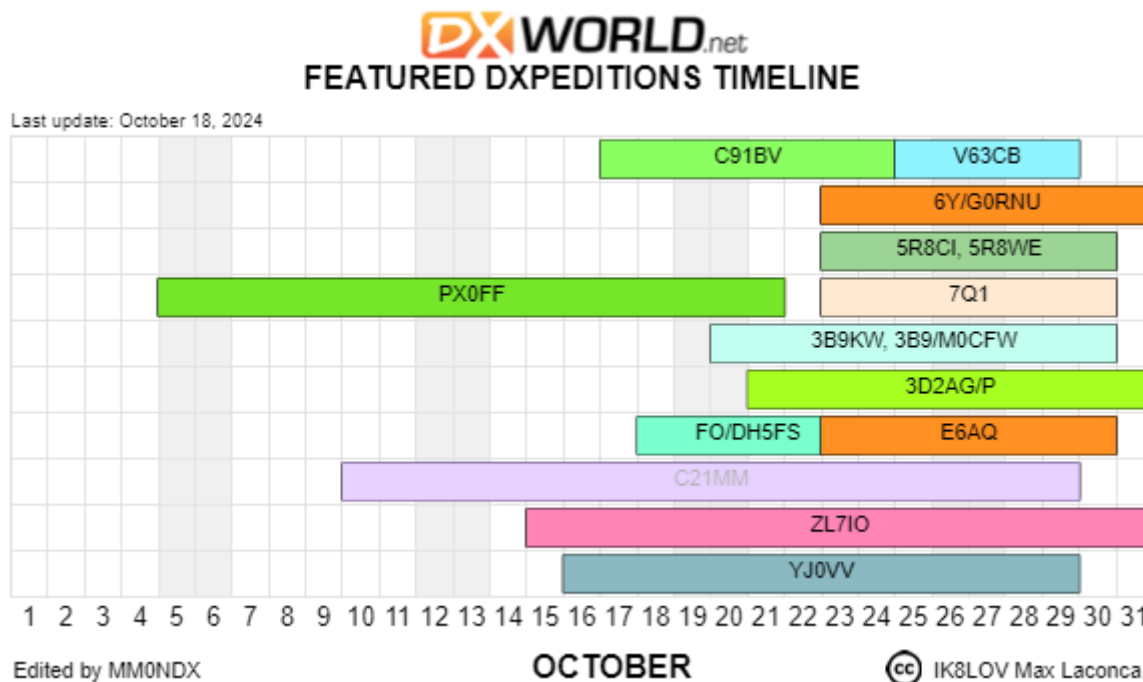 DX WORLD.net
FEATURED DXPEDITIONS TIMELINE
Last update: October 18, 2024
C91BV V63CB
6Y/G0RNU
5R8CI, 5R8WE
PX0FF 7Q1
3B9KW, 3B9/M0CFW
3D2AG/P
FO/DH5FS E6AQ
C21MM
ZL7IO
YJ0VV
1 2 3 4 5 6 7 8 9 10 11 12 13 14 15 16 17 18 19 20 21 22 23 24 25 26 27 28 29 30 31
Edited by MM0NDX OCTOBER cc IK8LOV Max Laconca